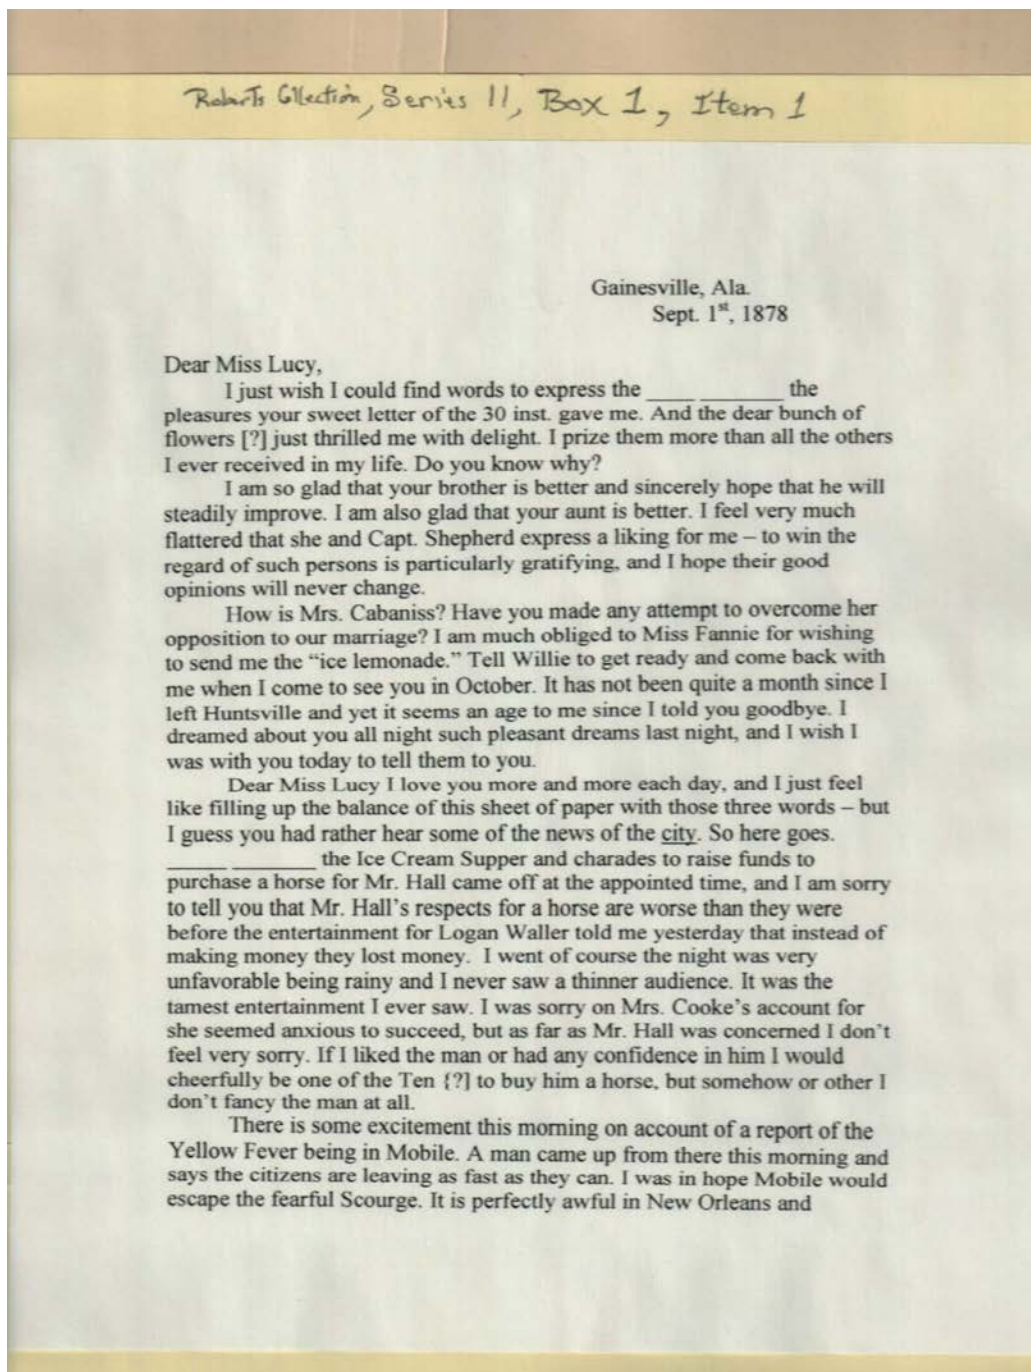 Roberts Collection, Series 11, Box 1, Item 1
Gainesville, Ala.
Sept. 1st, 1878
Dear Miss Lucy,
I just wish I could find words to express the ____ _______ the
pleasures your sweet letter of the 30 inst. gave me. And the dear bunch of
flowers [?] just thrilled me with delight. I prize them more than all the others
I ever received in my life. Do you know why?
I am so glad that your brother is better and sincerely hope that he will
steadily improve. I am also glad that your aunt is better. I feel very much
flattered that she and Capt. Shepherd express a liking for me – to win the
regard of such persons is particularly gratifying, and I hope their good
opinions will never change.
How is Mrs. Cabaniss? Have you made any attempt to overcome her
opposition to our marriage? I am much obliged to Miss Fannie for wishing
to send me the “ice lemonade.” Tell Willie to get ready and come back with
me when I come to see you in October. It has not been quite a month since I
left Huntsville and yet it seems an age to me since I told you goodbye. I
dreamed about you all night such pleasant dreams last night, and I wish I
was with you today to tell them to you.
Dear Miss Lucy I love you more and more each day, and I just feel
like filling up the balance of this sheet of paper with those three words – but
I guess you had rather hear some of the news of the city. So here goes.
_____ _______ the Ice Cream Supper and charades to raise funds to
purchase a horse for Mr. Hall came off at the appointed time, and I am sorry
to tell you that Mr. Hall’s respects for a horse are worse than they were
before the entertainment for Logan Waller told me yesterday that instead of
making money they lost money. I went of course the night was very
unfavorable being rainy and I never saw a thinner audience. It was the
tamest entertainment I ever saw. I was sorry on Mrs. Cooke’s account for
she seemed anxious to succeed, but as far as Mr. Hall was concerned I don’t
feel very sorry. If I liked the man or had any confidence in him I would
cheerfully be one of the Ten {?] to buy him a horse, but somehow or other I
don’t fancy the man at all.
There is some excitement this morning on account of a report of the
Yellow Fever being in Mobile. A man came up from there this morning and
says the citizens are leaving as fast as they can. I was in hope Mobile would
escape the fearful Scourge. It is perfectly awful in New Orleans and